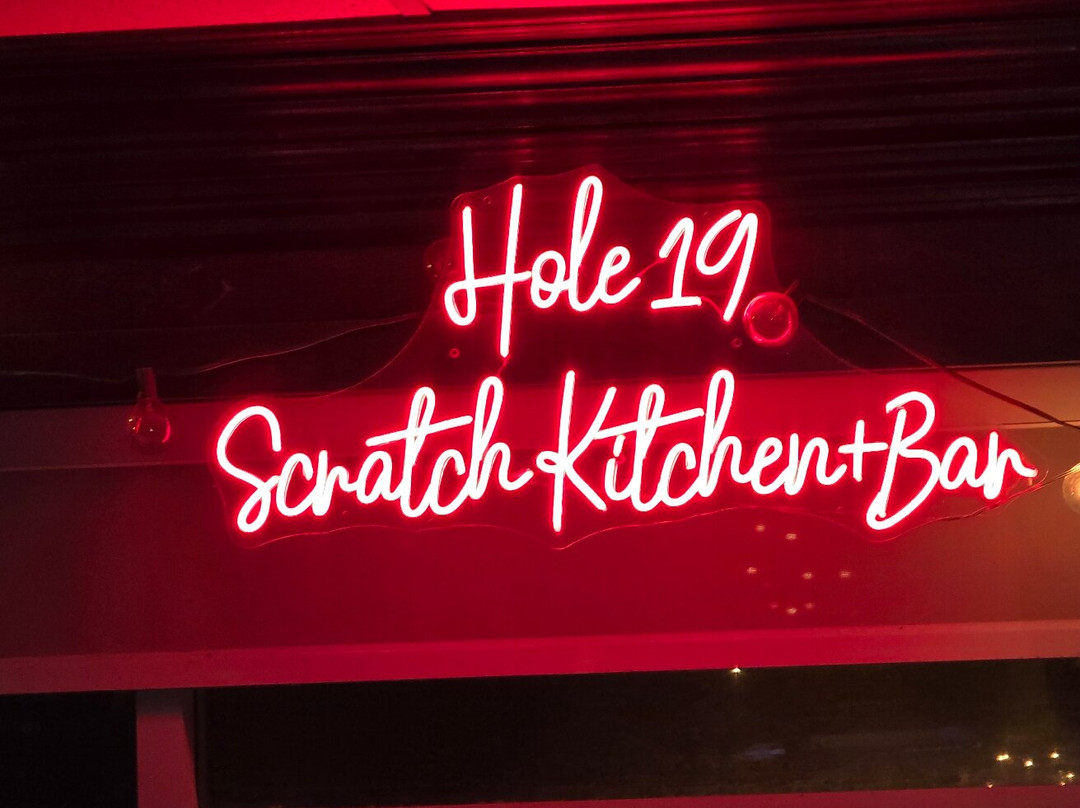 Hole 19
Scratch Kitchen+Bar